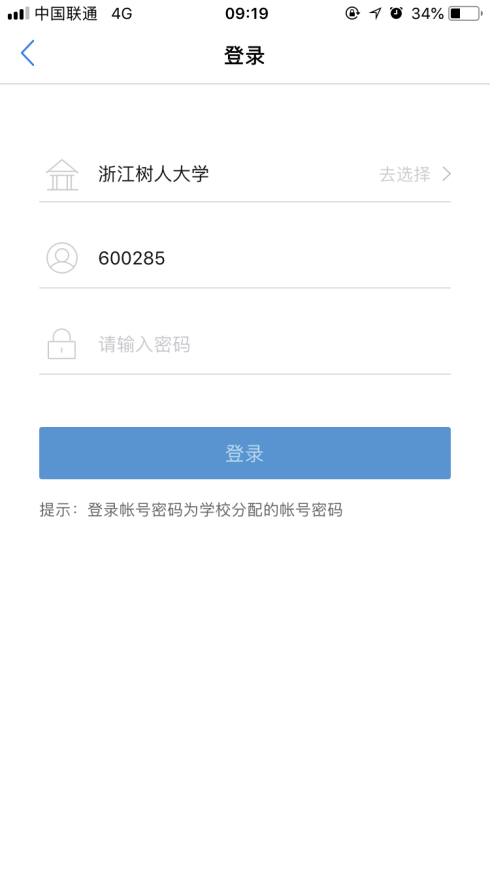 中国联通 4G 09:19 34%
登录
浙江树人大学 去选择
600285
请输入密码
登录
提示：登录帐号密码为学校分配的帐号密码